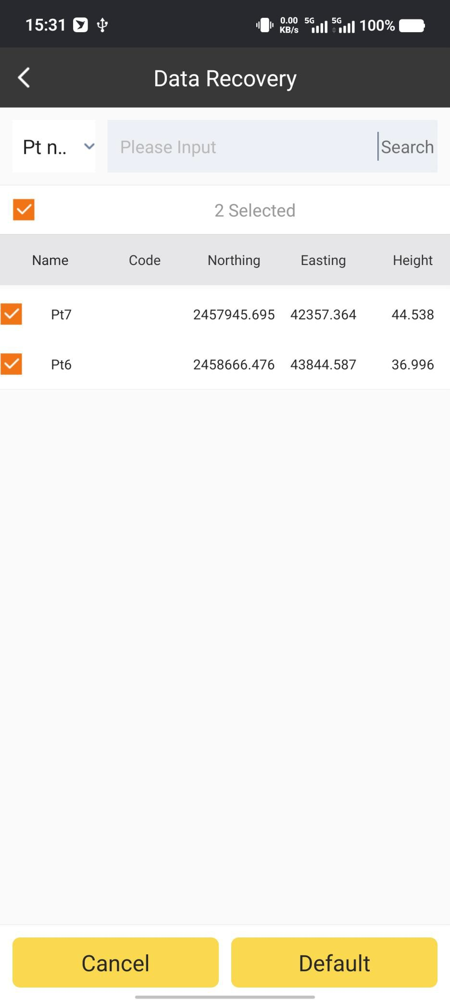 15:31 0.00 KB/s 5G 5G 100%
Data Recovery
Pt n.. Please Input Search
2 Selected
Name Code Northing Easting Height
Pt7 2457945.695 42357.364 44.538
Pt6 2458666.476 43844.587 36.996
Cancel Default